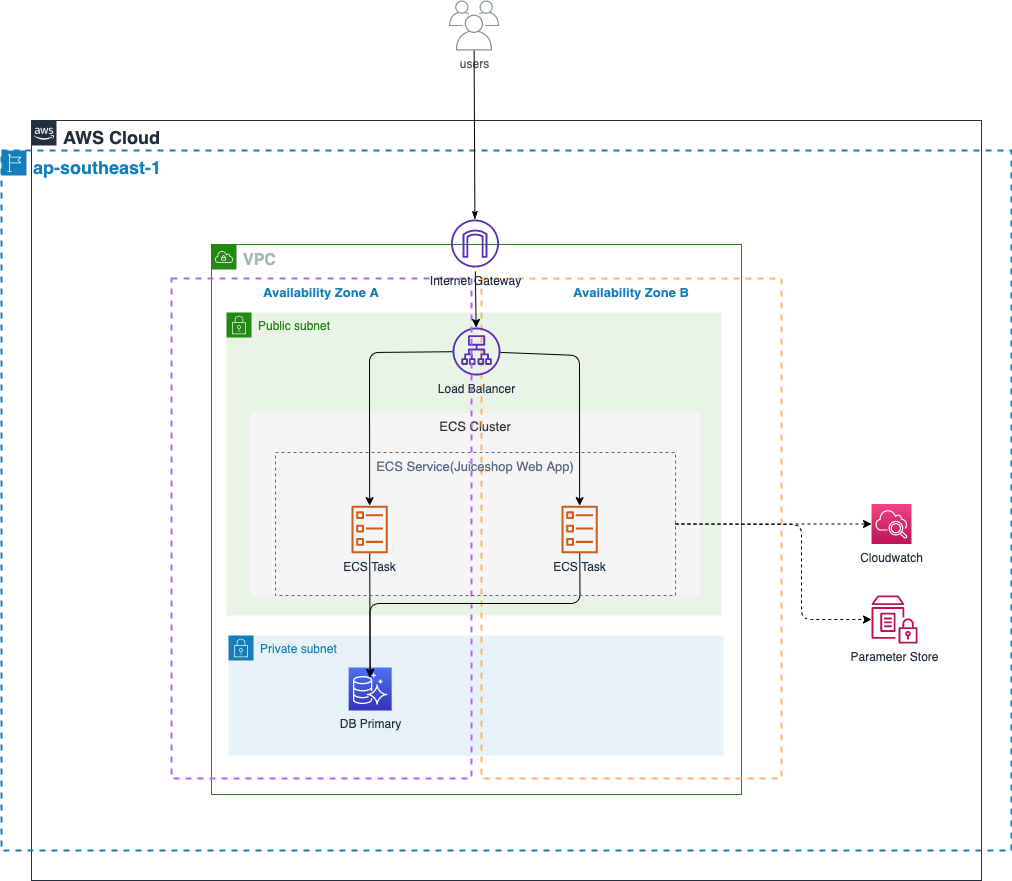 users
aws
AWS Cloud
ap-southeast-1
VPC
Internet Gateway
Availability Zone A
Availability Zone B
Public subnet
Load Balancer
ECS Cluster
ECS Service(Juiceshop Web App)
ECS Task
ECS Task
Cloudwatch
Parameter Store
Private subnet
DB Primary